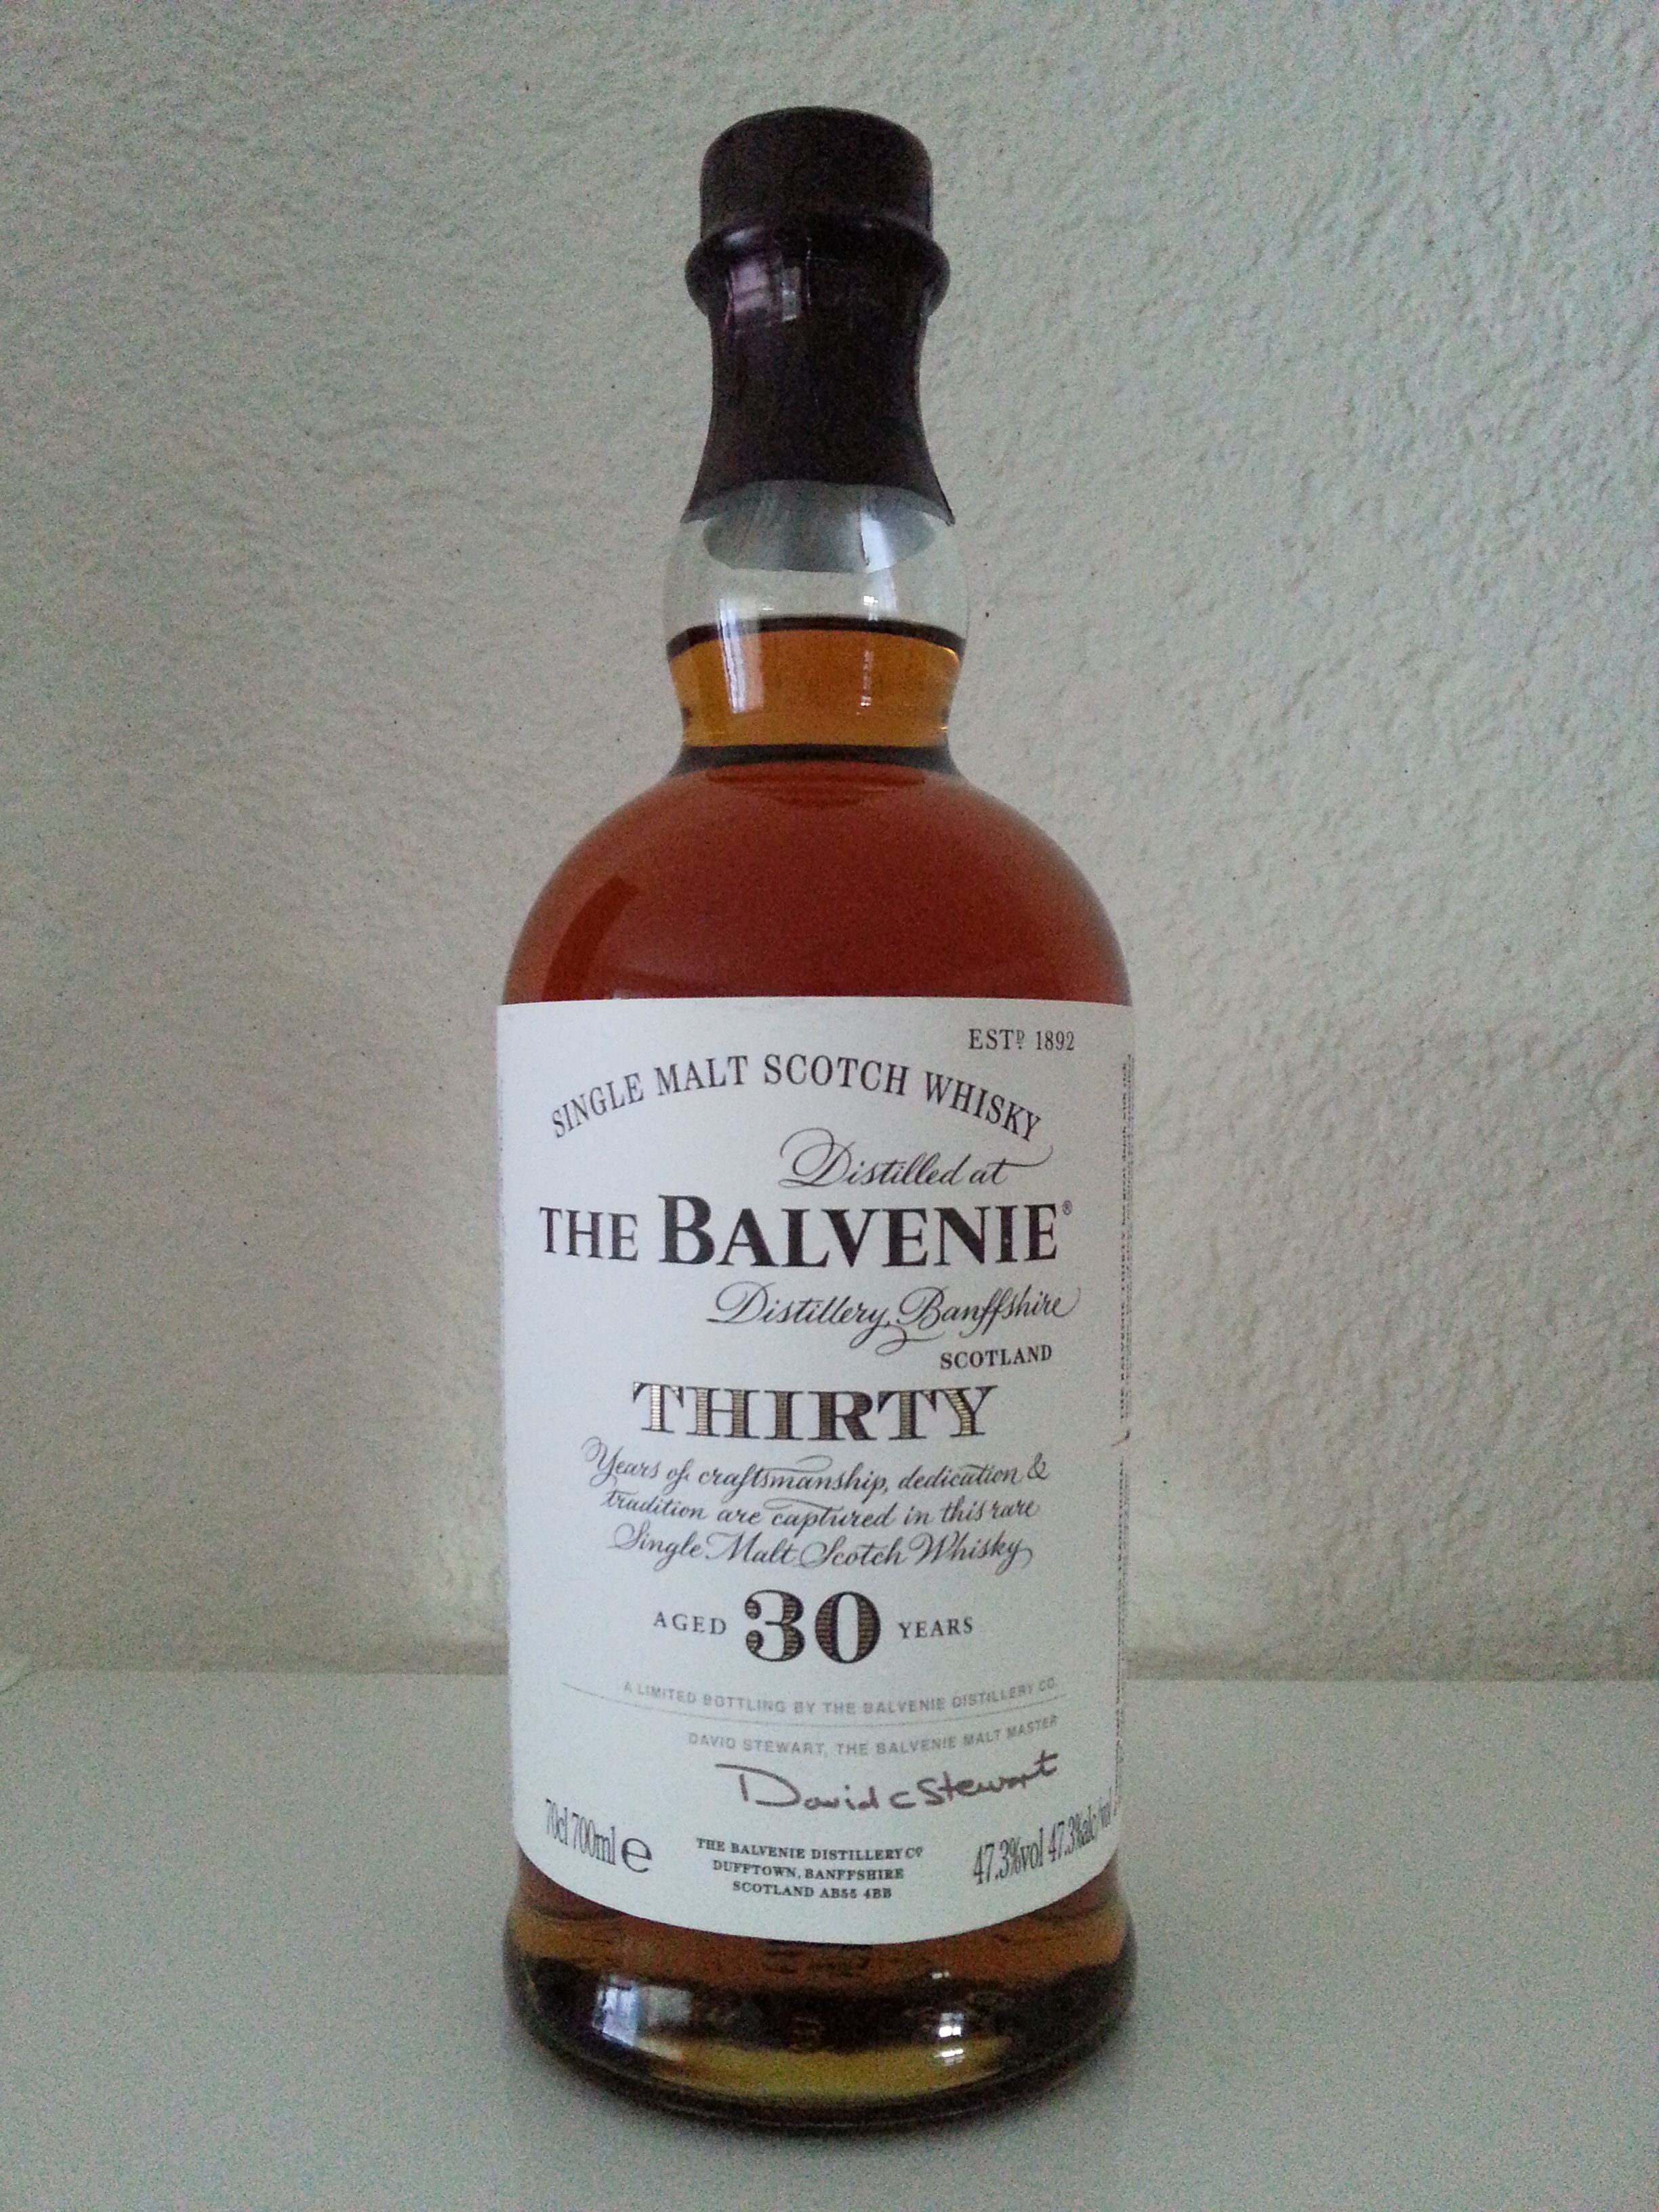 ESTD 1892
SINGLE MALT SCOTCH WHISKY
Distilled at
THE BALVENIE®
Distillery, Banffshire
SCOTLAND
THIRTY
Years of craftsmanship, dedication &
tradition are captured in this rare
Single Malt Scotch Whisky
AGED 30 YEARS
A LIMITED BOTTLING BY THE BALVENIE DISTILLERY CO.
DAVID STEWART, THE BALVENIE MALT MASTER
David C Stewart
70cl 700ml e
THE BALVENIE DISTILLERY CO
DUFFTOWN, BANFFSHIRE
SCOTLAND AB55 4BB
47.3%vol 47.3%alc/vol